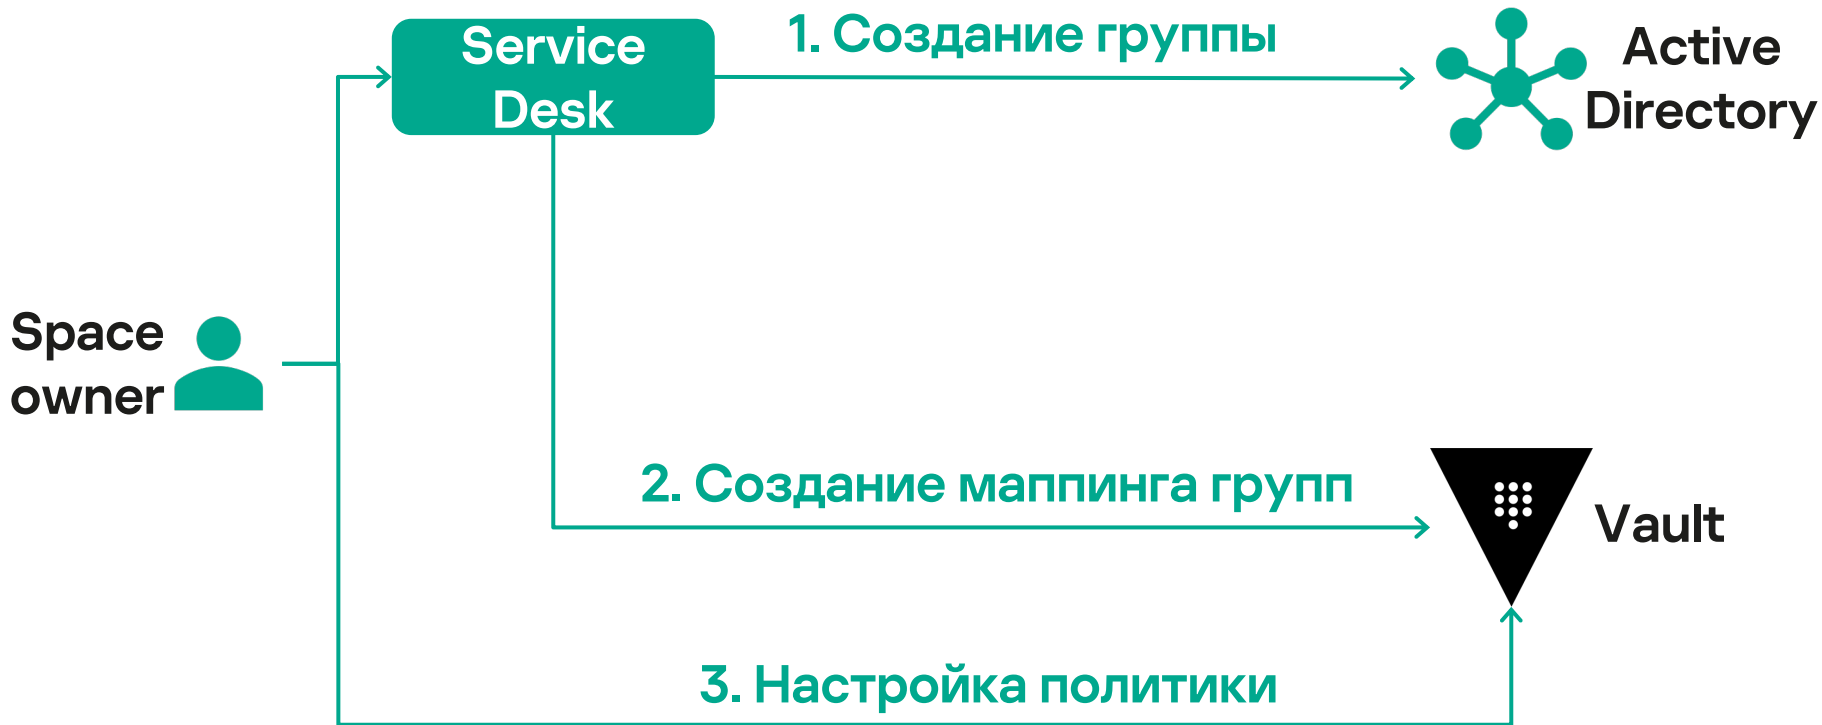 Service
Desk
1. Создание группы
Active
Directory
Space
owner
2. Создание маппинга групп
Vault
3. Настройка политики